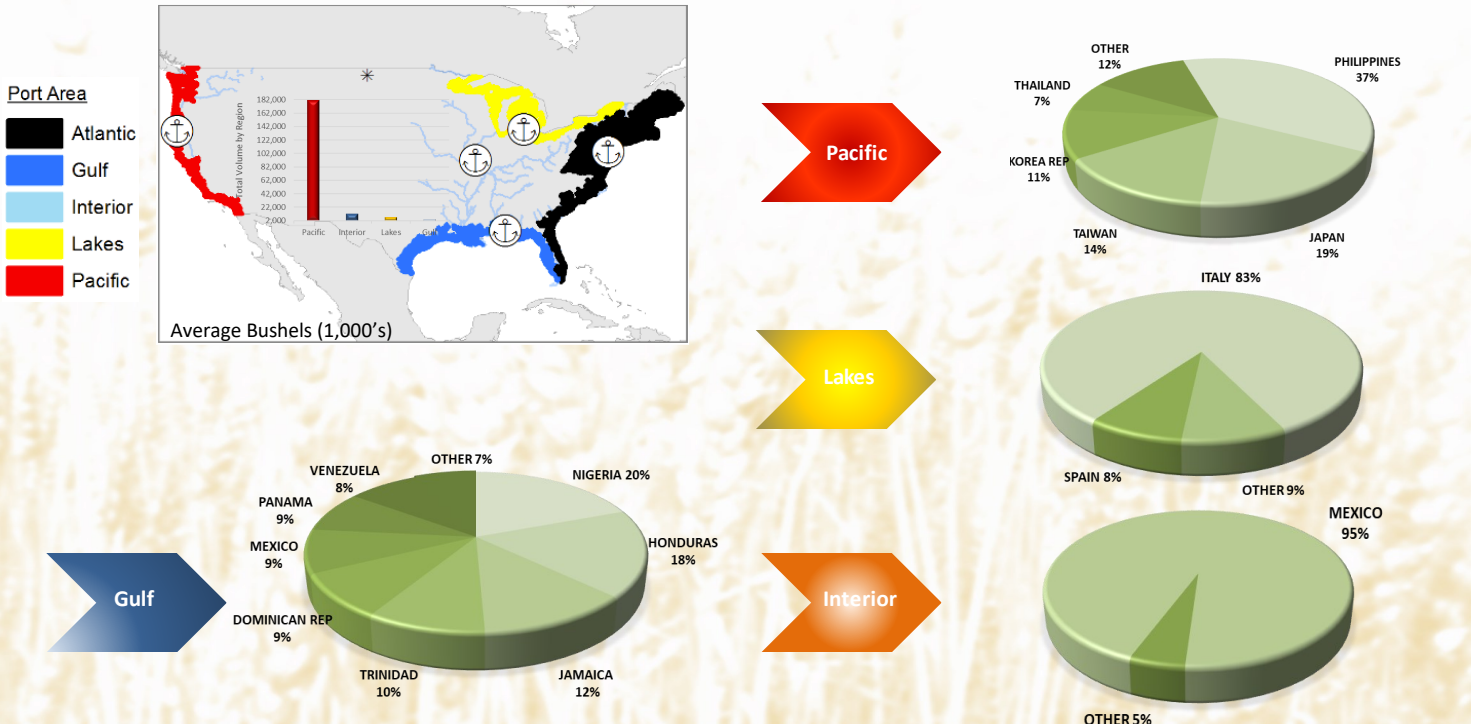 Port Area
Atlantic
Gulf
Interior
Lakes
Pacific
Total Volume by Region
182,000
162,000
142,000
122,000
102,000
82,000
62,000
42,000
22,000
2,000
Pacific
Interior
Lakes
Gulf
Average Bushels (1,000's)
Pacific
OTHER
12%
PHILIPPINES
37%
THAILAND
7%
KOREA REP
11%
TAIWAN
14%
JAPAN
19%
Lakes
ITALY 83%
SPAIN 8%
OTHER 9%
Gulf
OTHER 7%
VENEZUELA
8%
NIGERIA 20%
PANAMA
9%
MEXICO
9%
HONDURAS
18%
DOMINICAN REP
9%
TRINIDAD
10%
JAMAICA
12%
Interior
MEXICO
95%
OTHER 5%